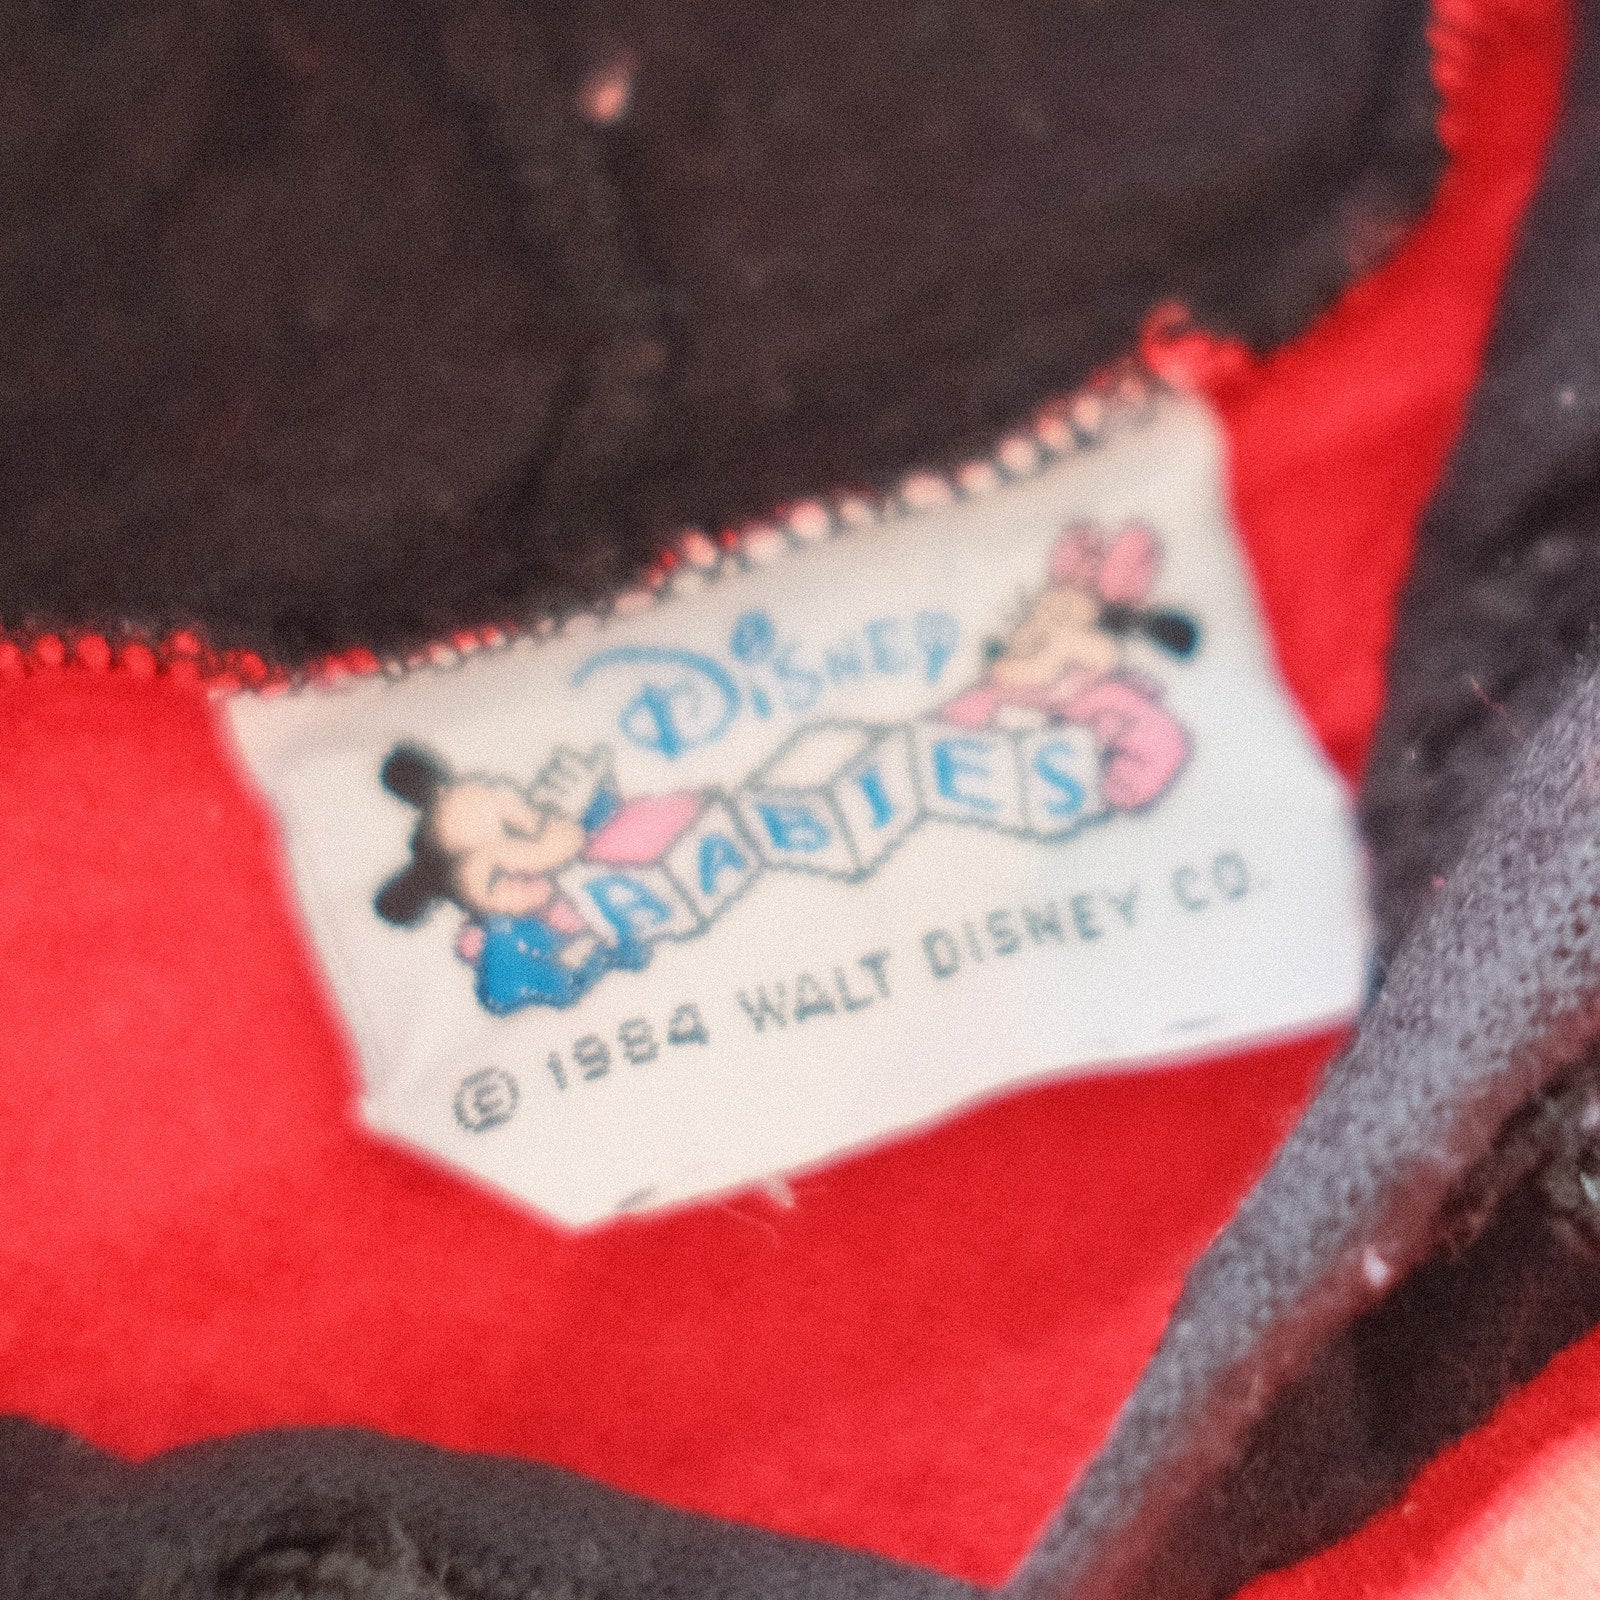 Disney
BABIES
© 1984 WALT DISNEY CO.